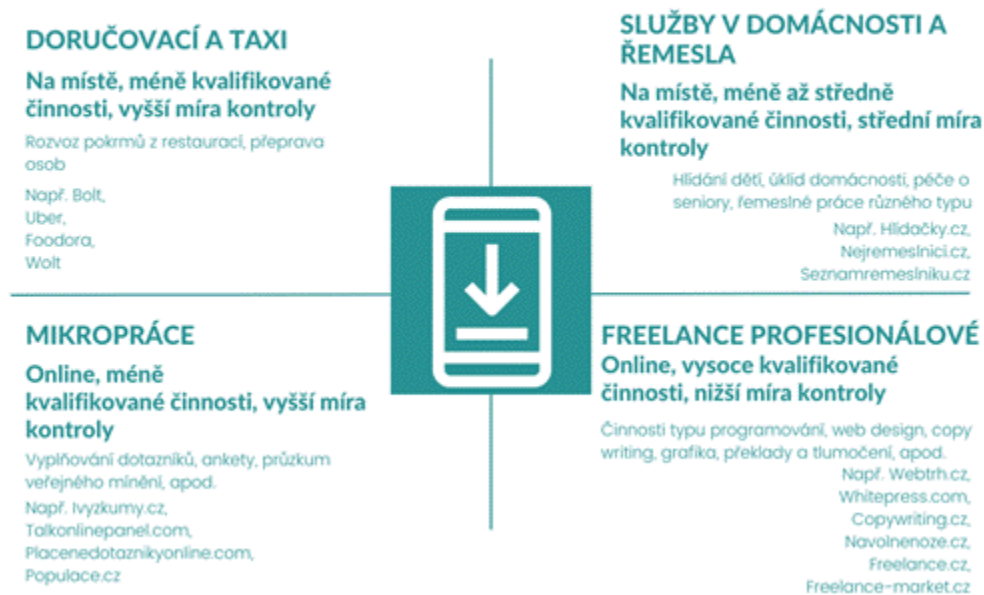 DORUČOVACÍ A TAXI
Na místě, méně kvalifikované
činnosti, vyšší míra kontroly
Rozvoz pokrmů z restaurací, přeprava
osob
Např. Bolt,
Uber,
Foodora,
Wolt
SLUŽBY V DOMÁCNOSTI A
ŘEMESLA
Na místě, méně až středně
kvalifikované činnosti, střední míra
kontroly
Hlídání dětí, úklid domácnosti, péče o
seniory, řemeslné práce různého typu
Např. Hlídačky.cz,
Nejremeslnici.cz,
Seznamremeslniku.cz
MIKROPRÁCE
Online, méně
kvalifikované činnosti, vyšší míra
kontroly
Vyplňování dotazníků, ankety, průzkum
veřejného mínění, apod.
Např. Ivyzkumy.cz,
Talkonlinepanel.com,
Placenedotaznikyonline.com,
Populace.cz
FREELANCE PROFESIONÁLOVÉ
Online, vysoce kvalifikované
činnosti, nižší míra kontroly
Činnosti typu programování, web design, copy
writing, grafika, překlady a tlumočení, apod.
Např. Webtrh.cz,
Whitepress.com,
Copywriting.cz,
Navolnenoze.cz,
Freelance.cz,
Freelance-market.cz